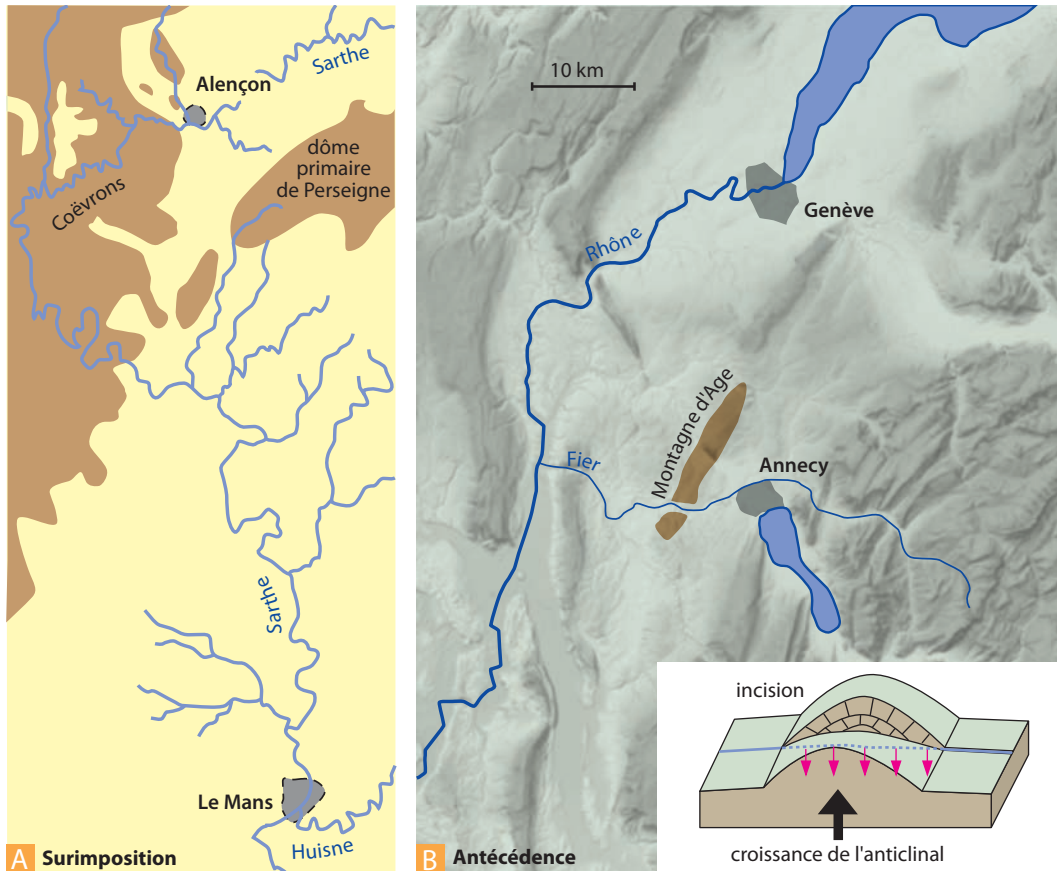 Sarthe
Alençon
dôme
primaire
de Perseigne
Coëvrons
Sarthe
Le Mans
Huisne
A Surimposition
10 km
Genève
Rhône
Montagne d'Age
Fier
Annecy
B Antécédence
incision
croissance de l'anticlinal